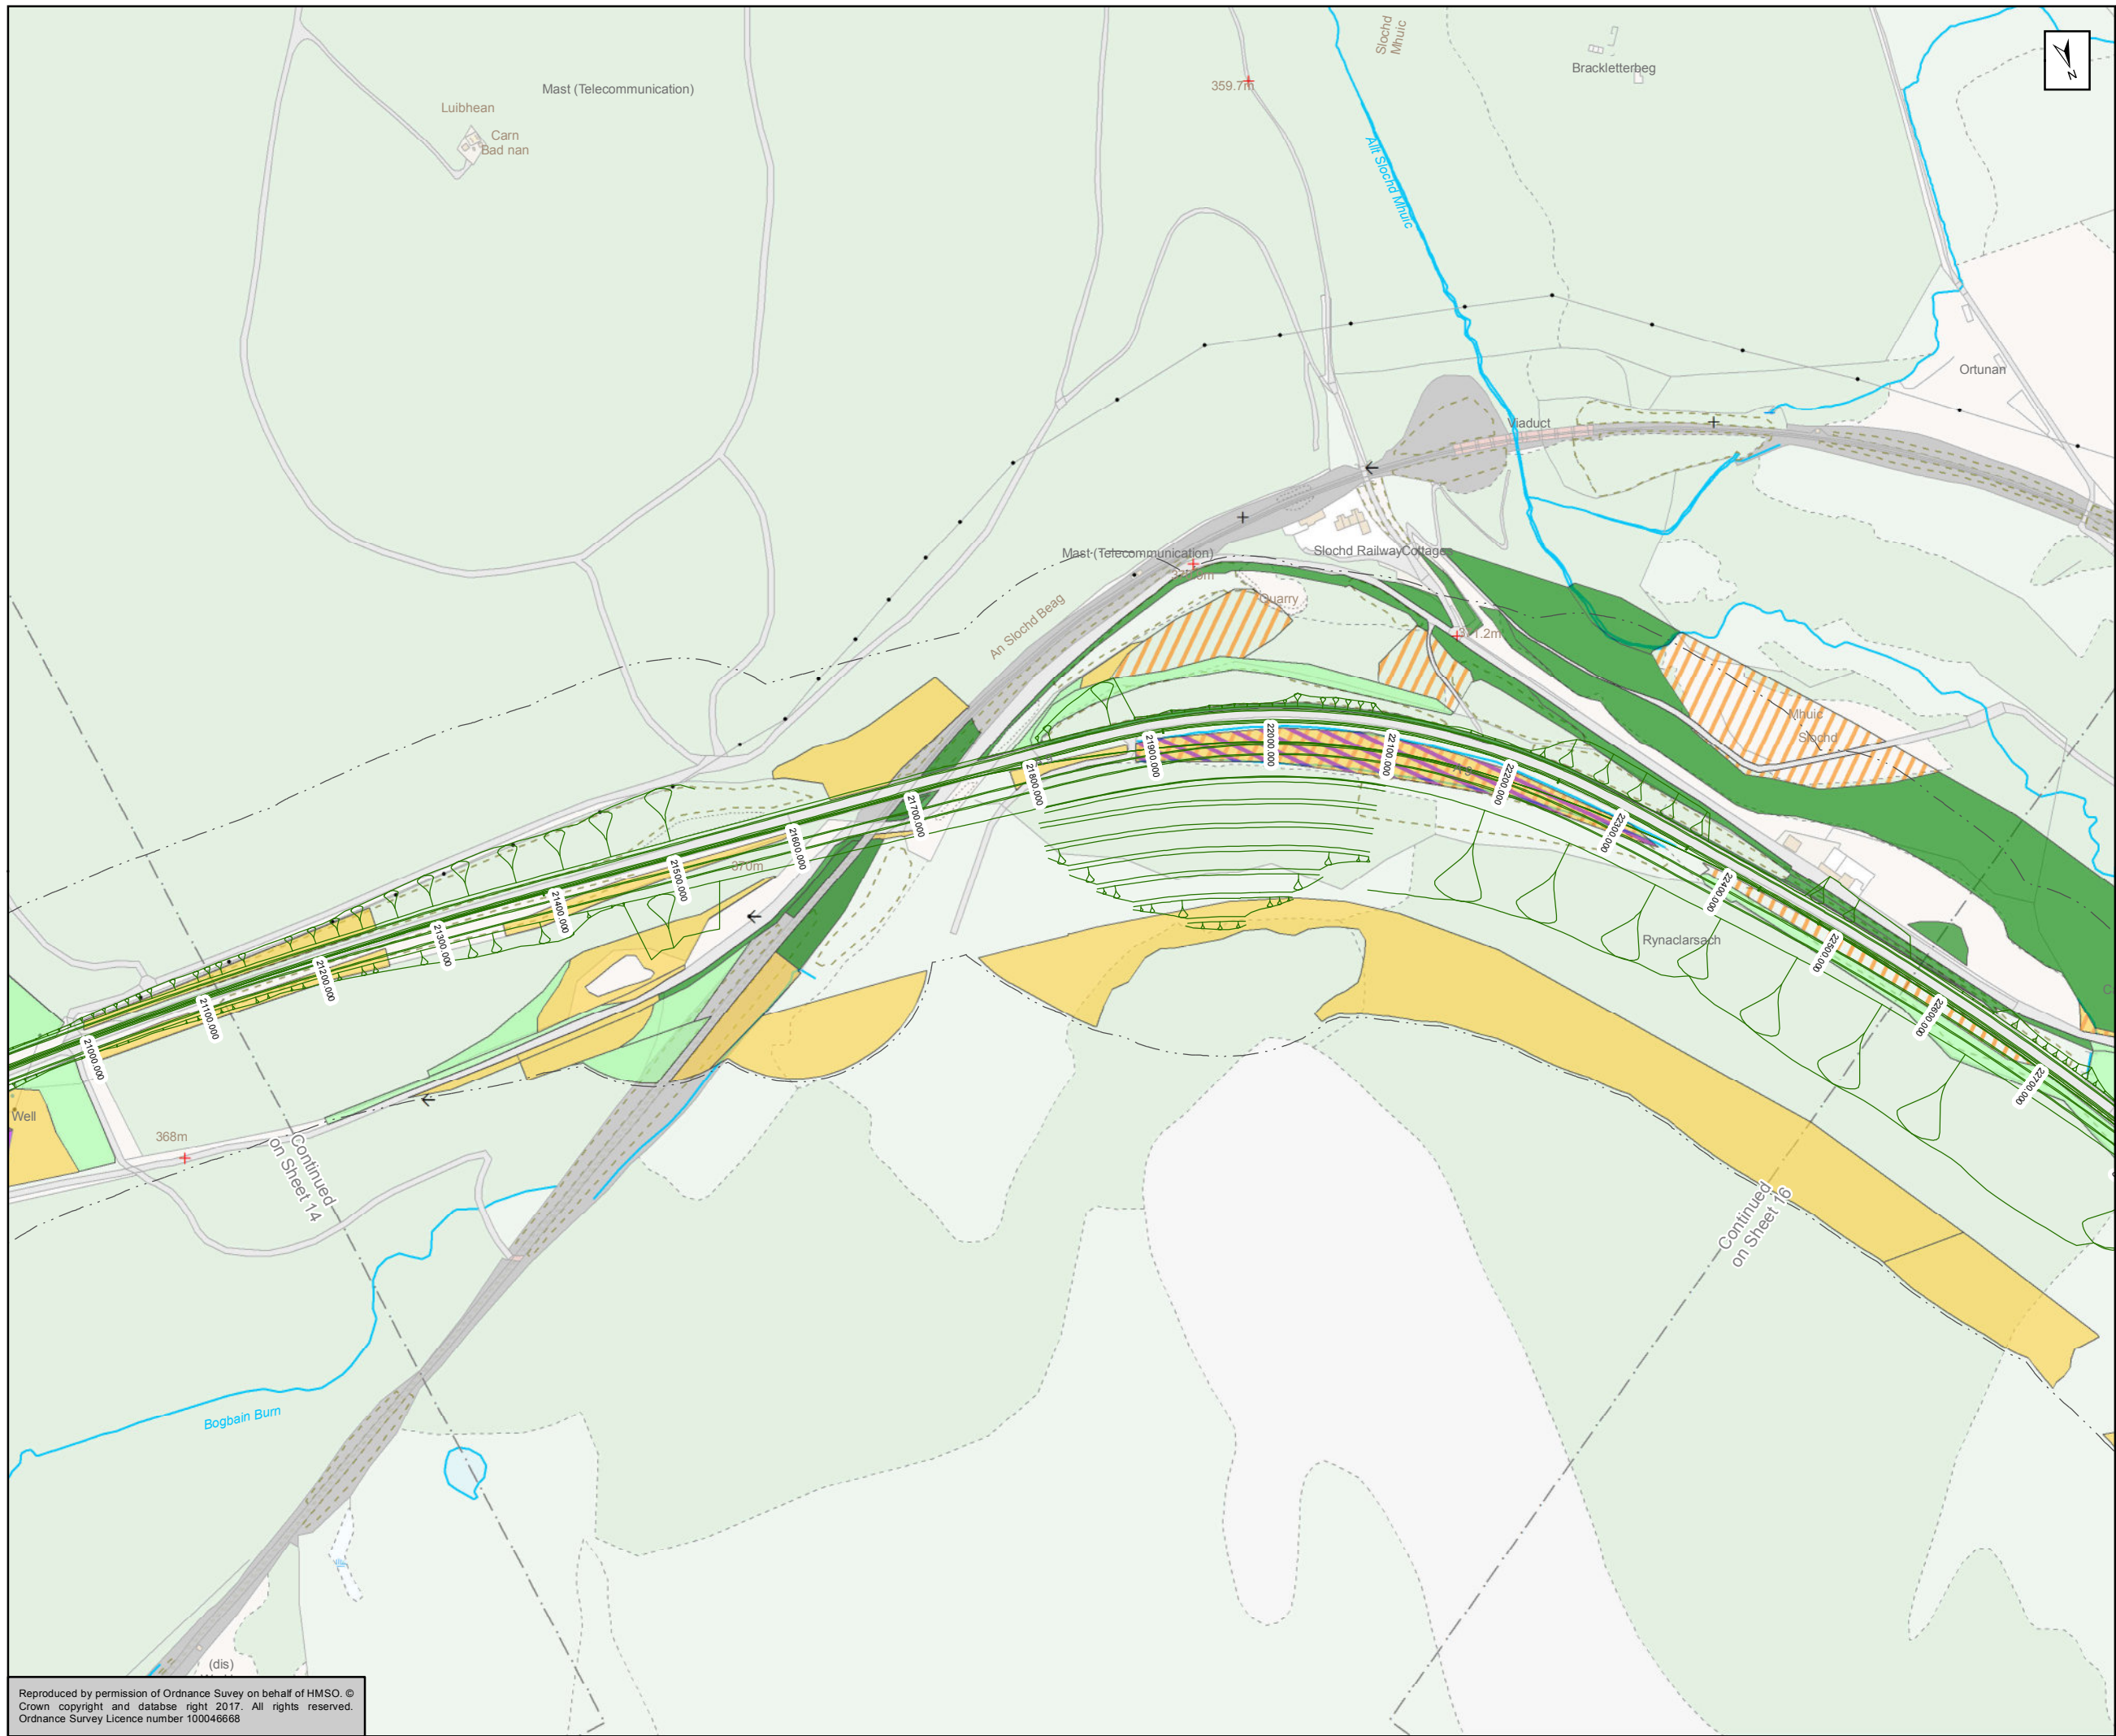 Slochd
Mhuic
Brackletterbeg
N
359.7m
Mast (Telecommunication)
Luibhean
Carn
Bad nan
Allt Slochd Mhuic
Ortunan
Viaduct
Mast (Telecommunication)
Slochd RailwayCottages
An Slochd Beag
Quarry
Mhuic
Slochd
21900.000
22000.000
22100.000
22200.000
22300.000
21800.000
21700.000
21600.000
370m
21500.000
21400.000
21300.000
21200.000
21100.000
21000.000
22400.000
22500.000
22600.000
22700.000
Rynaclarsach
Well
368m
Continued
on Sheet 14
Continued
on Sheet 16
Bogbain Burn
(dis)
Reproduced by permission of Ordnance Suvey on behalf of HMSO. ©
Crown copyright and databse right 2017. All rights reserved.
Ordnance Survey Licence number 100046668